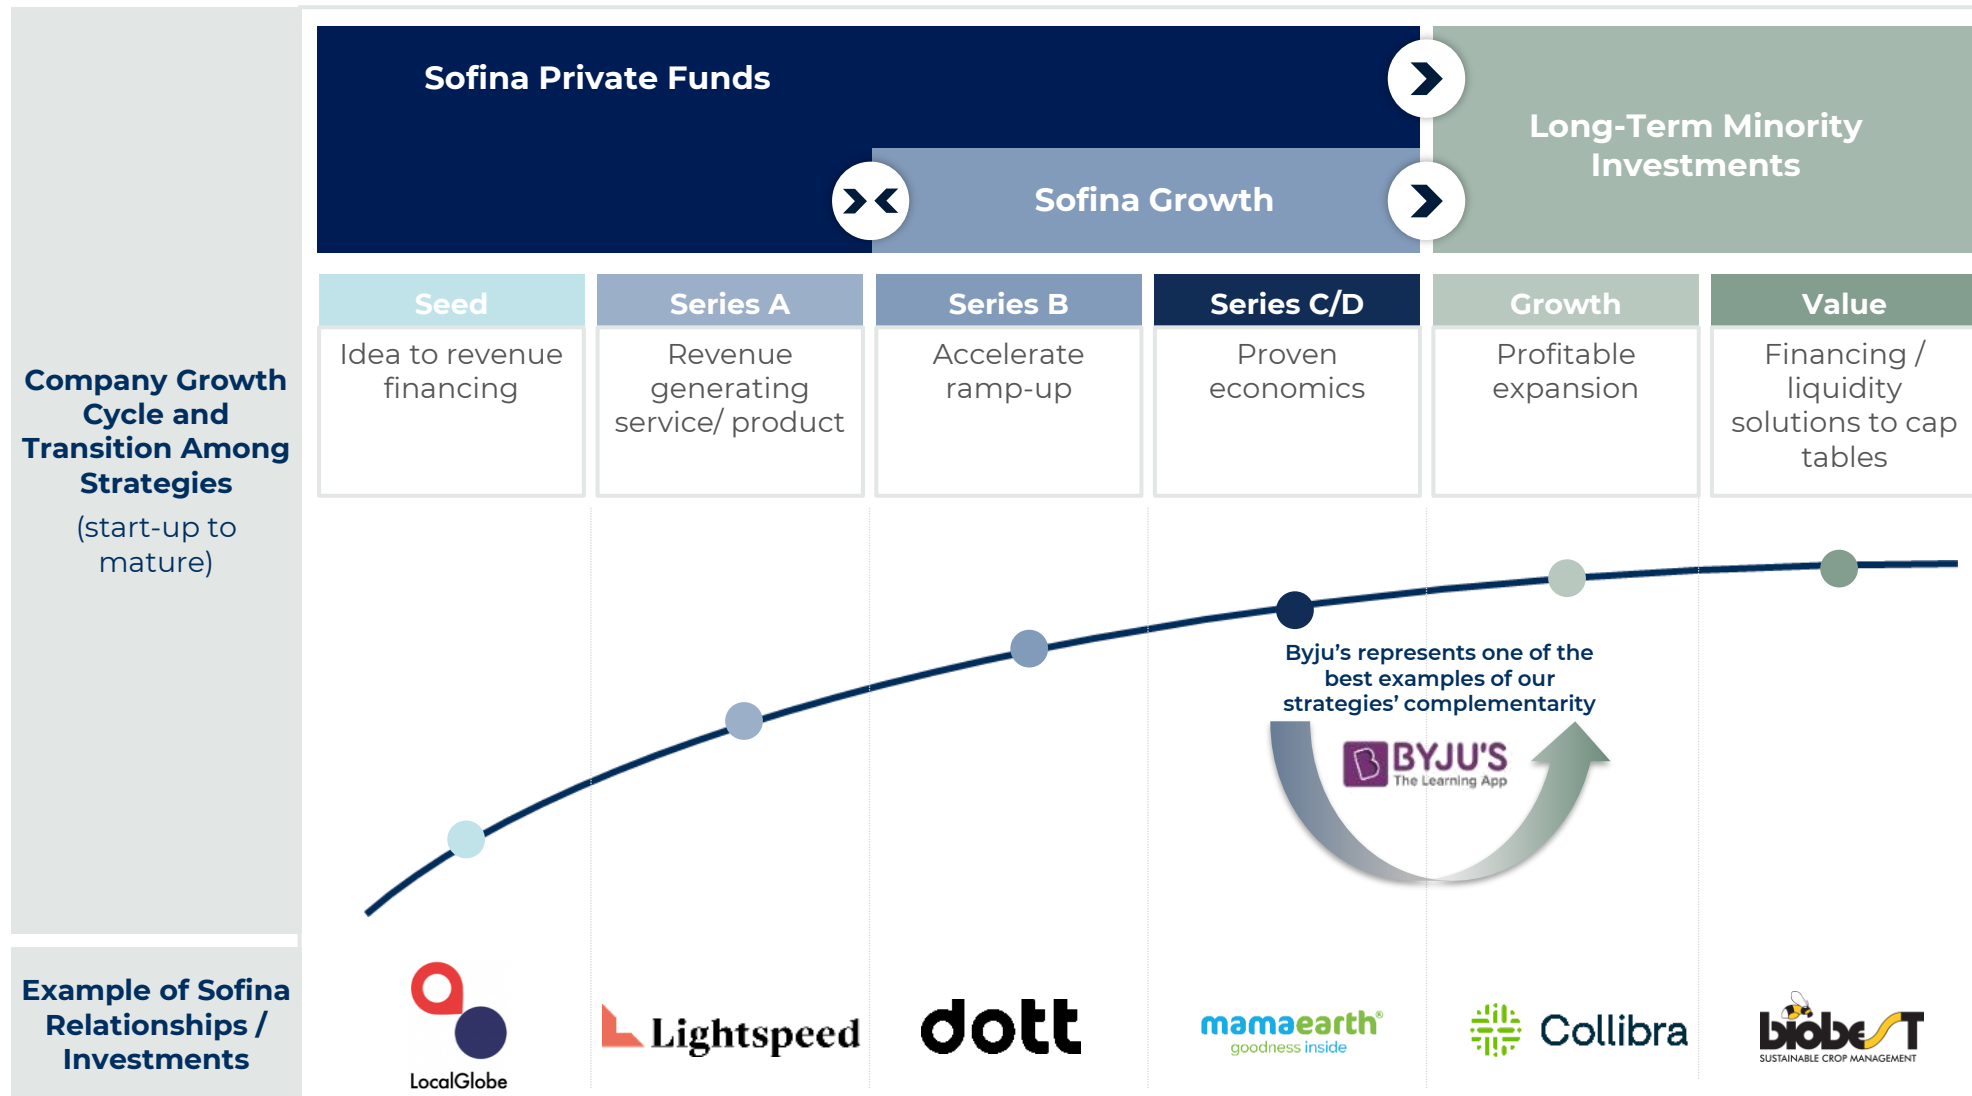 Sofina Private Funds
Sofina Growth
Long-Term Minority
Investments
Seed
Series A
Series B
Series C/D
Growth
Value
Idea to revenue
financing
Revenue
generating
service/ product
Accelerate
ramp-up
Proven
economics
Profitable
expansion
Financing /
liquidity
solutions to cap
tables
Company Growth
Cycle and
Transition Among
Strategies
(start-up to
mature)
Byju’s represents one of the
best examples of our
strategies’ complementarity
BYJU'S
The Learning App
Example of Sofina
Relationships /
Investments
LocalGlobe
Lightspeed
dott
mamaearth®
goodness inside
Collibra
biobest
SUSTAINABLE CROP MANAGEMENT